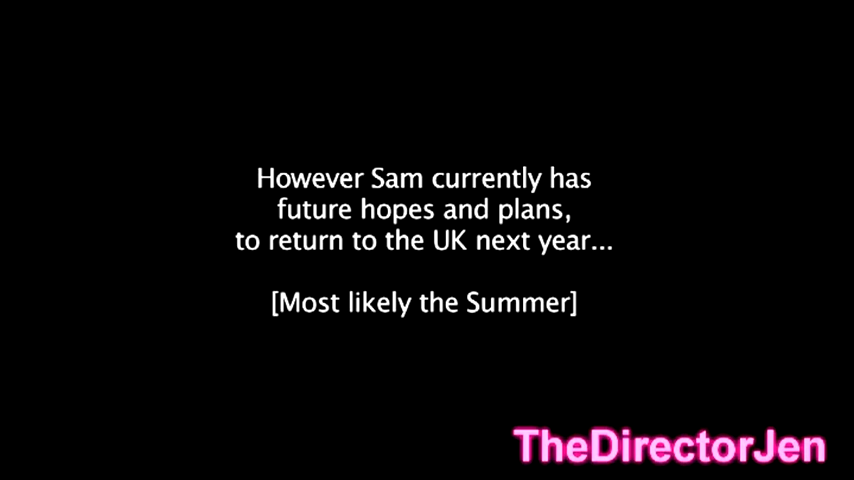 However Sam currently has
future hopes and plans,
to return to the UK next year...
[Most likely the Summer]
TheDirectorJen